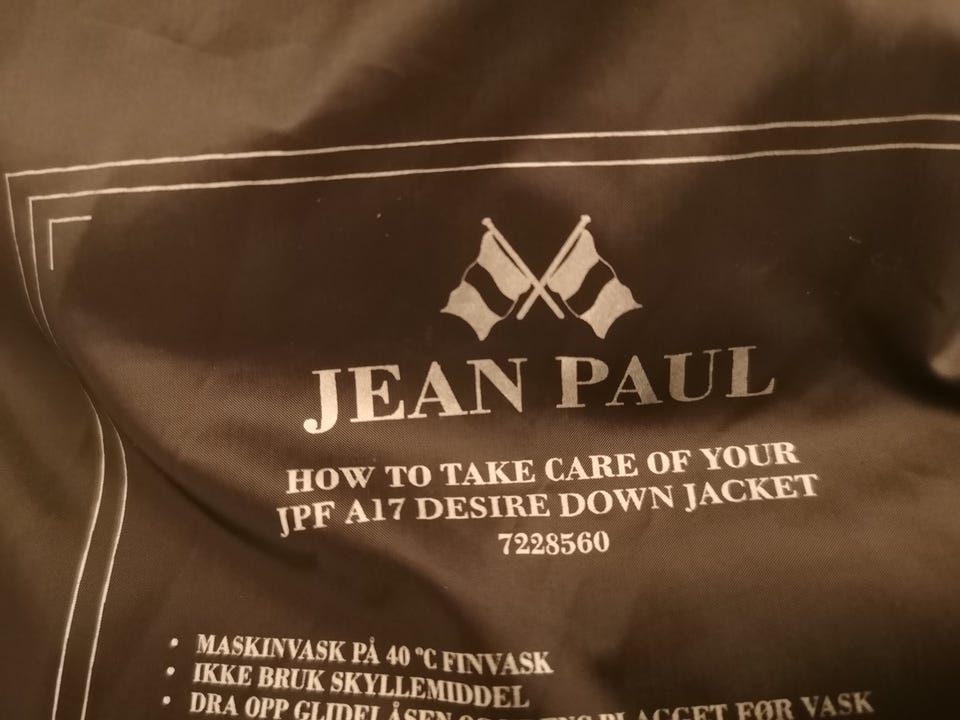 JEAN PAUL
HOW TO TAKE CARE OF YOUR
JPF A17 DESIRE DOWN JACKET
7228560
• MASKINVASK PÅ 40 °C FINVASK
• IKKE BRUK SKYLLEMIDDEL
• DRA OPP GLIDELÅSEN PLAGGET FØR VASK